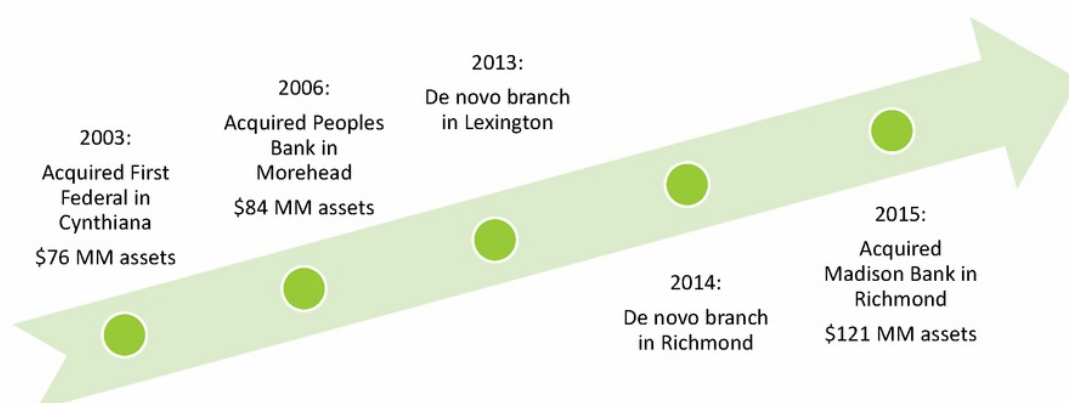 2003:
Acquired First
Federal in
Cynthiana
$76 MM assets
2006:
Acquired Peoples
Bank in
Morehead
$84 MM assets
2013:
De novo branch
in Lexington
2014:
De novo branch
in Richmond
2015:
Acquired
Madison Bank in
Richmond
$121 MM assets